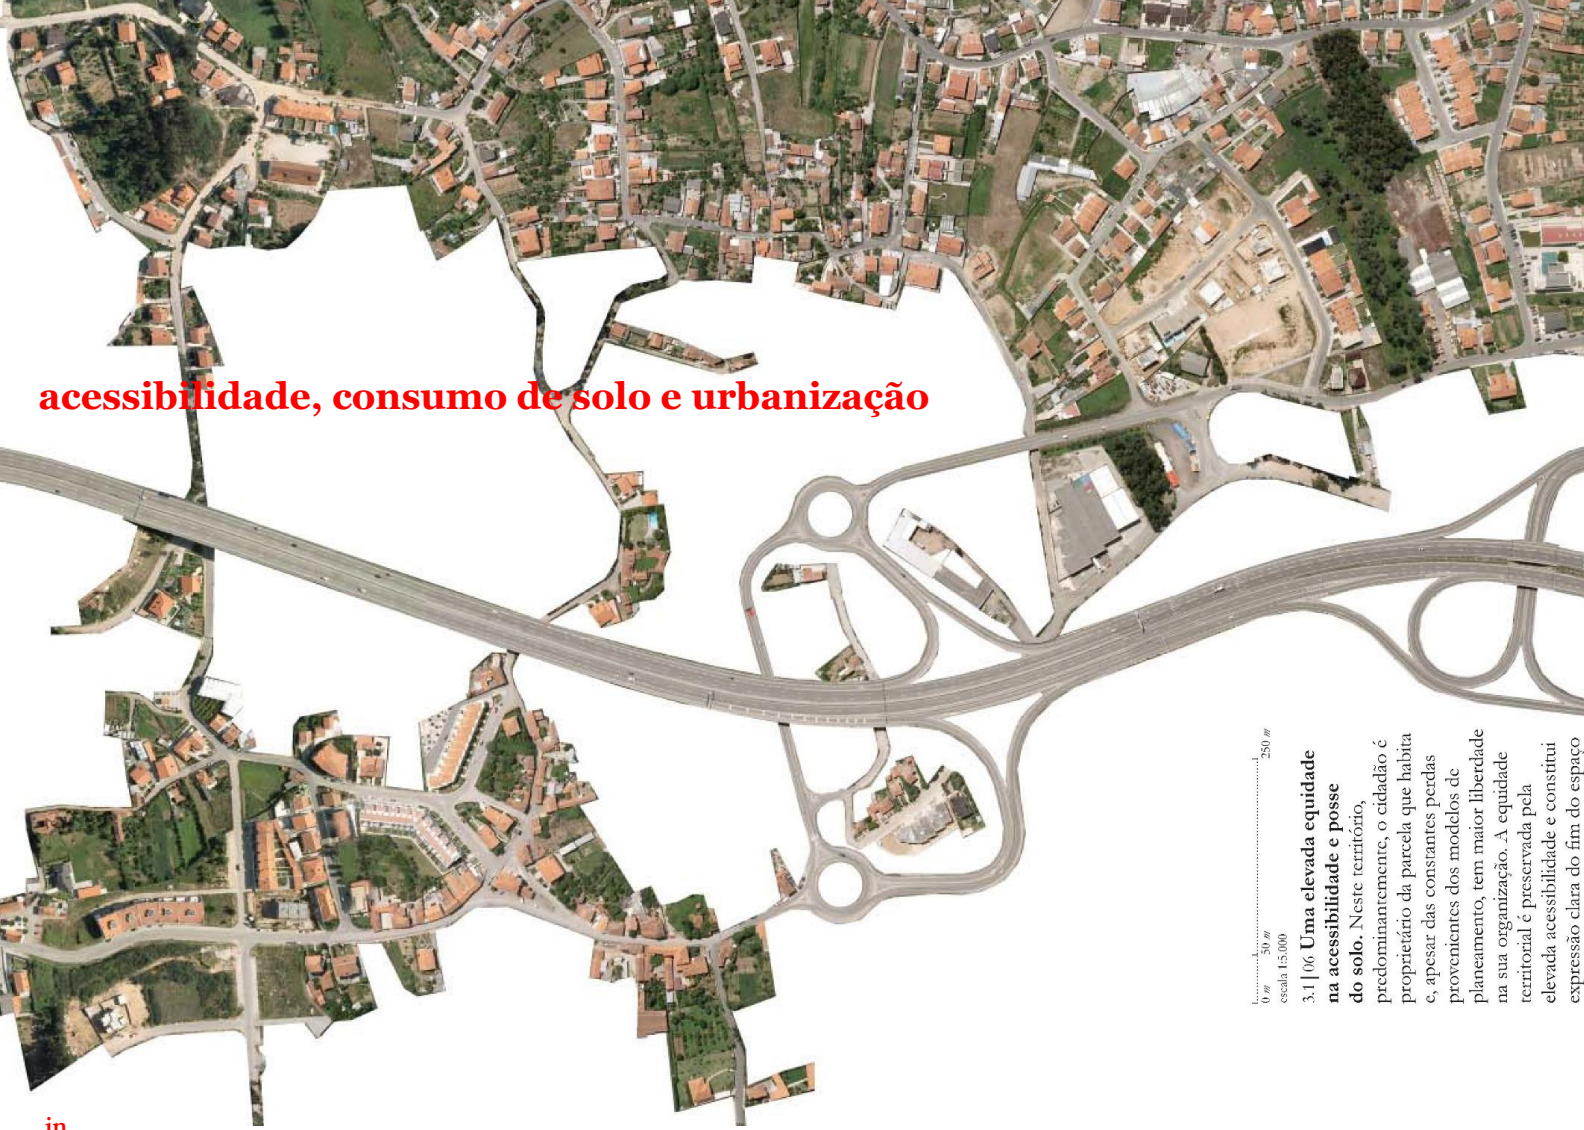 acessibilidade, consumo de solo e urbanização
0 m 50 m 250 m
escala 1:5.000
3.1 | 06 Uma elevada equidade
na acessibilidade e posse
do solo. Neste território,
predominantemente, o cidadão é
proprietário da parcela que habita
e, apesar das constantes perdas
provenientes dos modelos de
planeamento, tem maior liberdade
na sua organização. A equidade
territorial é preservada pela
elevada acessibilidade e constitui
expressão clara do fim do espaço
in